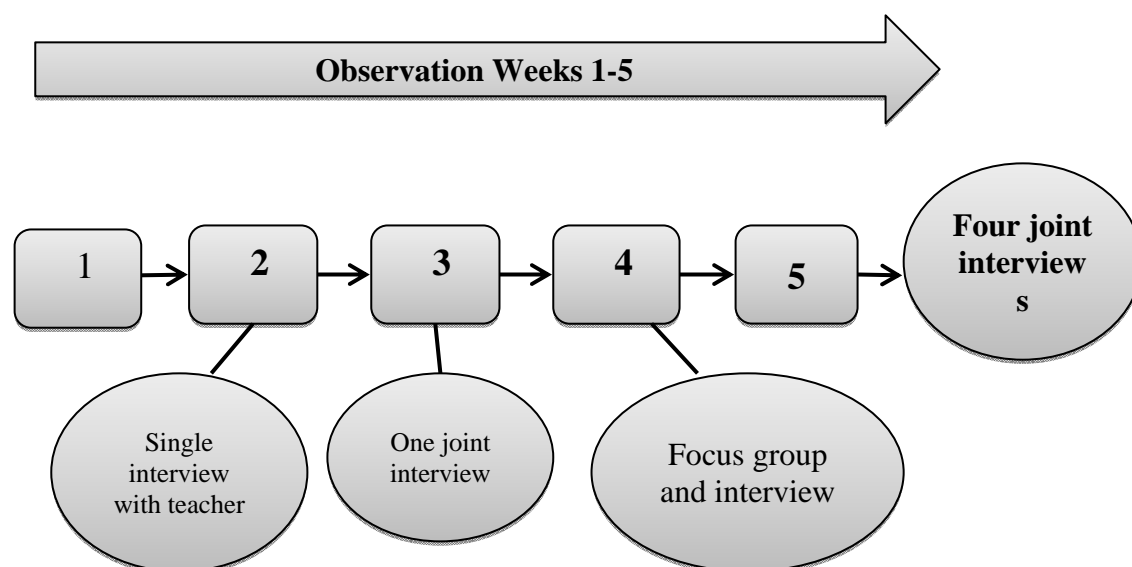 Observation Weeks 1-5
1
2
3
4
5
Four joint
interview
s
Single
interview
with teacher
One joint
interview
Focus group
and interview